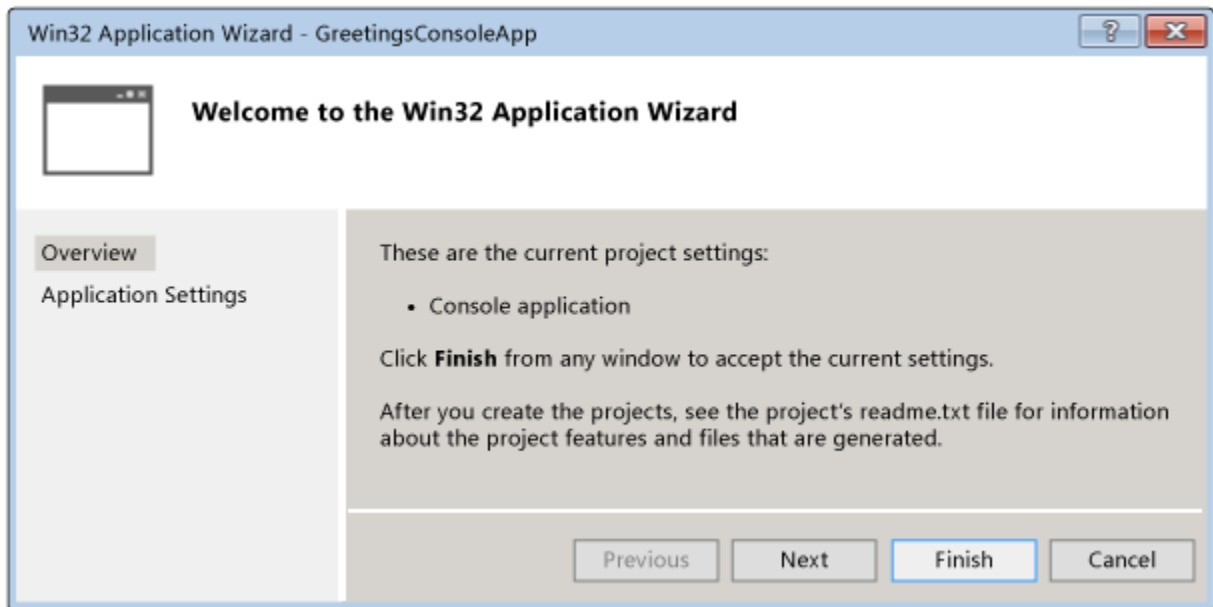 Win32 Application Wizard - GreetingsConsoleApp
?
Welcome to the Win32 Application Wizard
Overview
Application Settings
These are the current project settings:
• Console application
Click Finish from any window to accept the current settings.
After you create the projects, see the project's readme.txt file for information
about the project features and files that are generated.
Previous
Next
Finish
Cancel